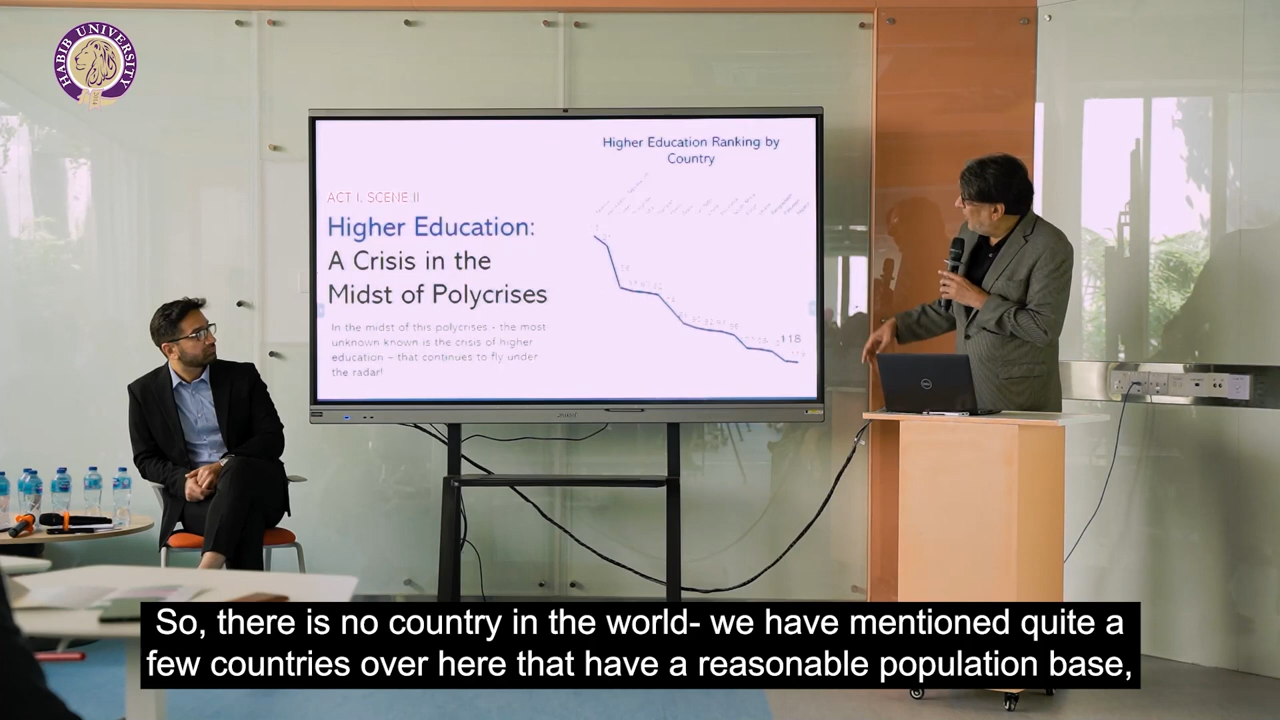 HABIB UNIVERSITY
Higher Education Ranking by
Country
ACT I, SCENE II
Higher Education:
A Crisis in the
Midst of Polycrises
In the midst of this polycrises - the most
unknown known is the crisis of higher
education – that continues to fly under
the radar!
118
DELL
So, there is no country in the world- we have mentioned quite a
few countries over here that have a reasonable population base,